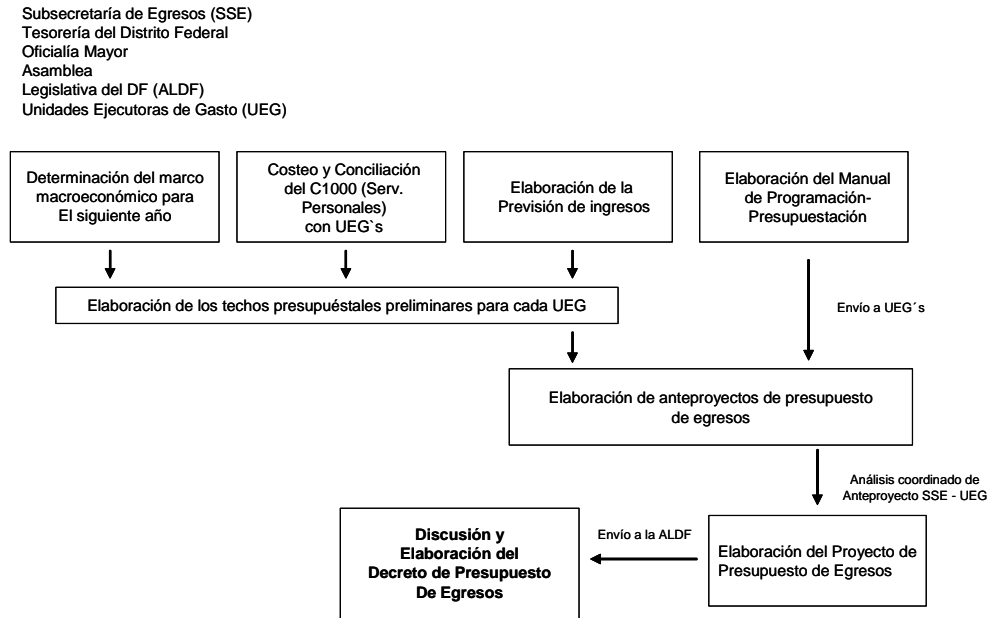 Subsecretaría de Egresos (SSE)
Tesorería del Distrito Federal
Oficialía Mayor
Asamblea
Legislativa del DF (ALDF)
Unidades Ejecutoras de Gasto (UEG)
Determinación del marco
macroeconómico para
El siguiente año
Costeo y Conciliación
del C1000 (Serv.
Personales)
con UEG`s
Elaboración de la
Previsión de ingresos
Elaboración del Manual
de Programación-
Presupuestación
Elaboración de los techos presupuéstales preliminares para cada UEG
Envío a UEG´s
Elaboración de anteproyectos de presupuesto
de egresos
Análisis coordinado de
Anteproyecto SSE - UEG
Discusión y
Elaboración del
Decreto de Presupuesto
De Egresos
Envío a la ALDF
Elaboración del Proyecto de
Presupuesto de Egresos